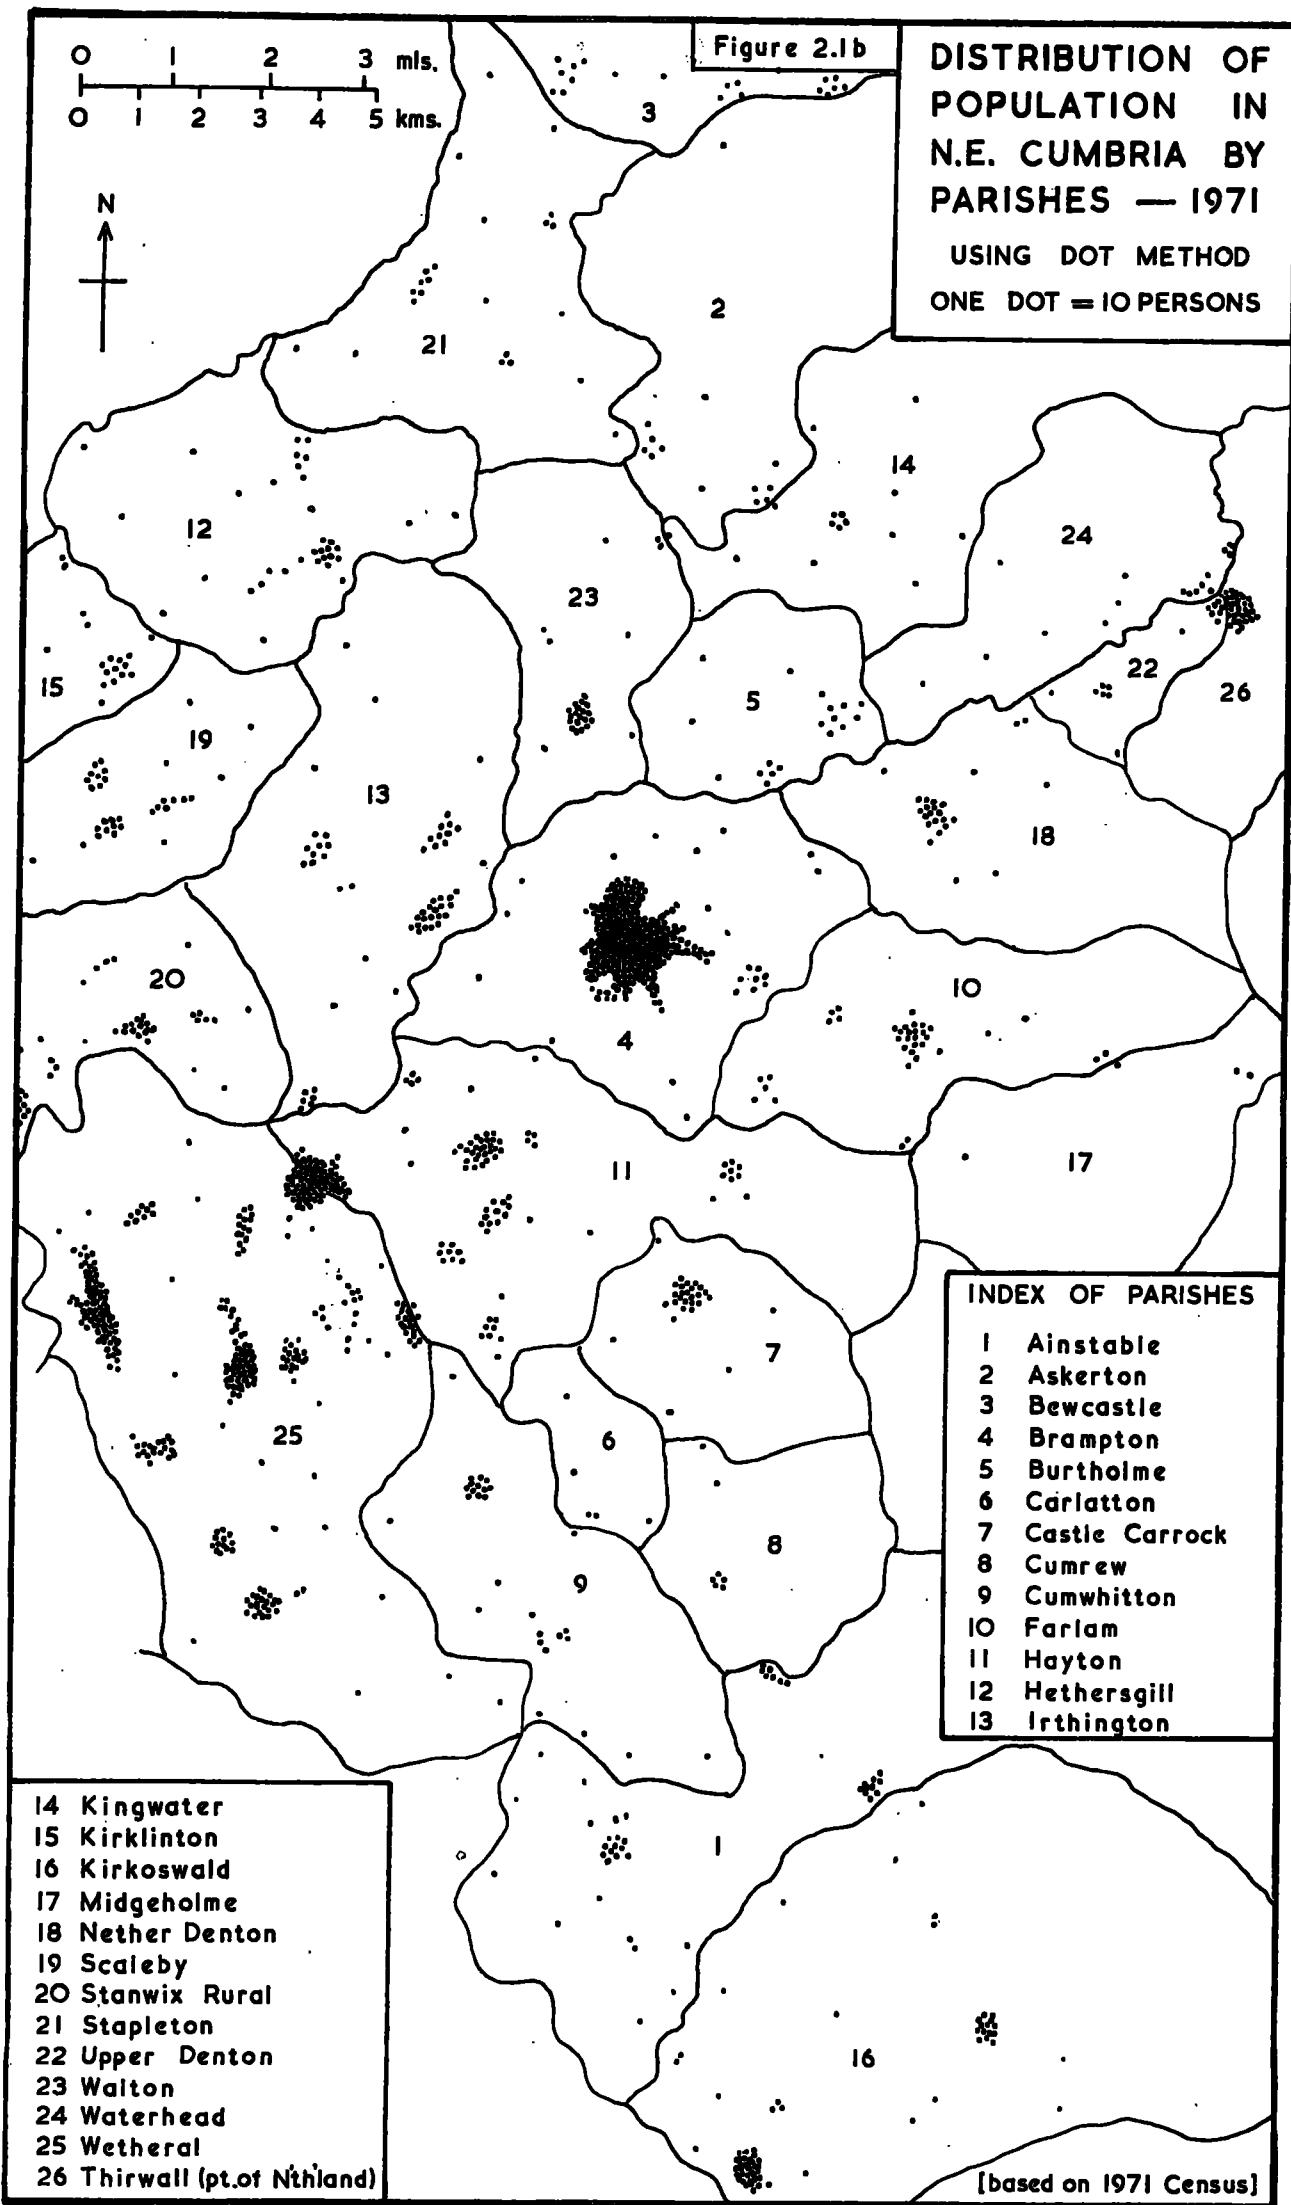 0 1 2 3 mls.
0 1 2 3 4 5 kms.
N
Figure 2.1b
DISTRIBUTION OF
POPULATION IN
N.E. CUMBRIA BY
PARISHES — 1971
USING DOT METHOD
ONE DOT = 10 PERSONS
3
2
21
14
12
24
23
15
22
5
26
19
13
18
20
10
4
11
17
7
25
6
8
9
1
16
INDEX OF PARISHES
1 Ainstable
2 Askerton
3 Bewcastle
4 Brampton
5 Burtholme
6 Carlatton
7 Castle Carrock
8 Cumrew
9 Cumwhitton
10 Farlam
11 Hayton
12 Hethersgill
13 Irthington
14 Kingwater
15 Kirklinton
16 Kirkoswald
17 Midgeholme
18 Nether Denton
19 Scaleby
20 Stanwix Rural
21 Stapleton
22 Upper Denton
23 Walton
24 Waterhead
25 Wetheral
26 Thirwall (pt. of N'th'land)
[based on 1971 Census]